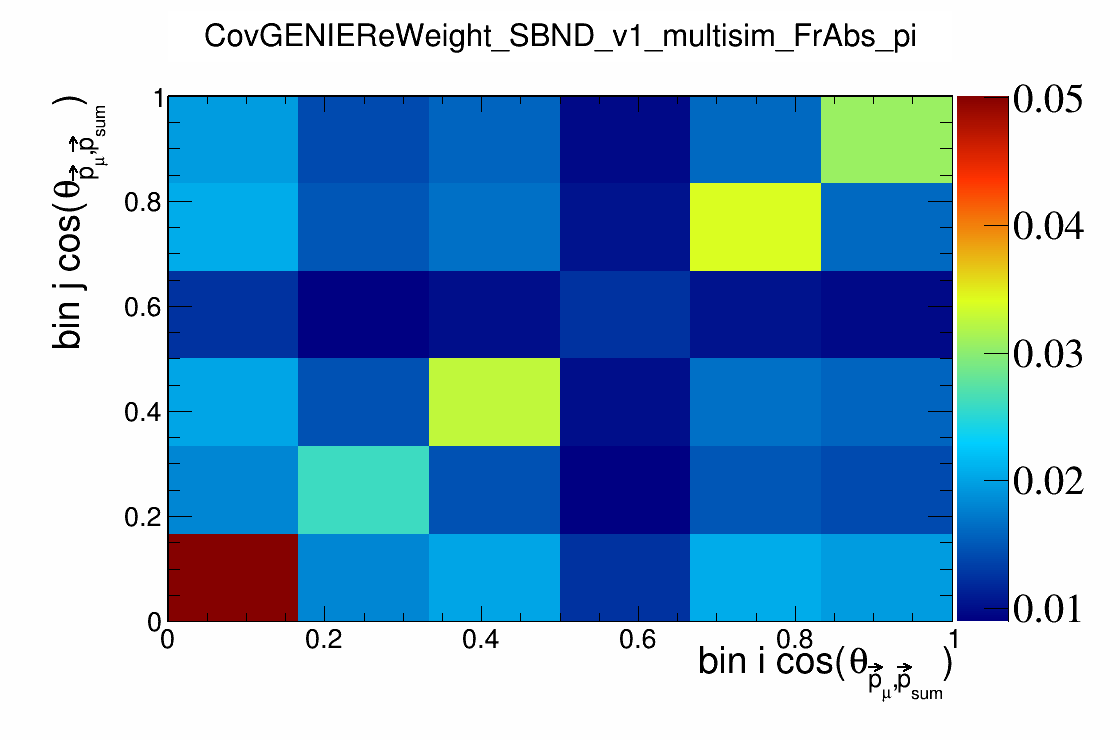 CovGENIEReWeight_SBND_v1_multisim_FrAbs_pi
bin j cos(θ p⃗μ,p⃗sum)
1
0.8
0.6
0.4
0.2
0
0 0.2 0.4 0.6 0.8 1
bin i cos(θ p⃗μ,p⃗sum)
0.05
0.04
0.03
0.02
0.01